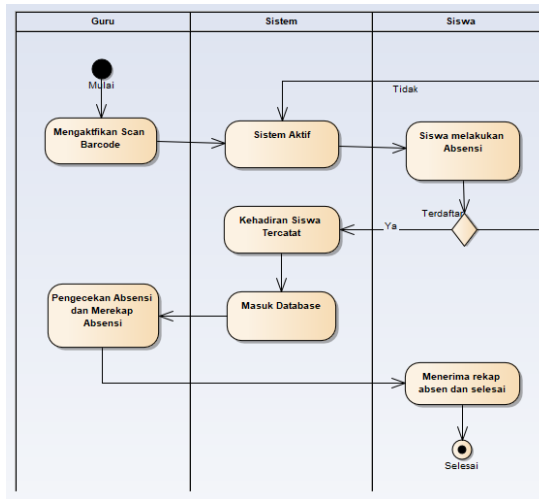 Guru
Sistem
Siswa
Mulai
Tidak
Mengaktfikan Scan
Barcode
Sistem Aktif
Siswa melakukan
Absensi
Terdaftar
Ya
Kehadiran Siswa
Tercatat
Pengecekan Absensi
dan Merekap
Absensi
Masuk Database
Menerima rekap
absen dan selesai
Selesai